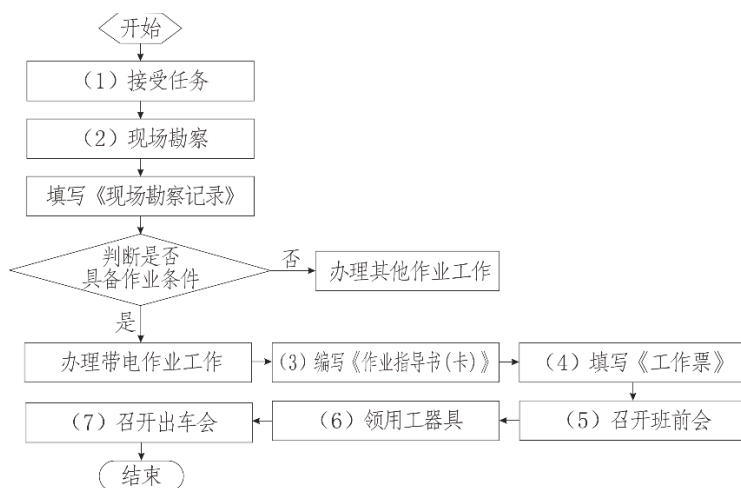 开始
（1）接受任务
（2）现场勘察
填写《现场勘察记录》
判断是否
具备作业条件
否
办理其他作业工作
是
办理带电作业工作
（3）编写《作业指导书(卡)》
（4）填写《工作票》
（5）召开班前会
（6）领用工器具
（7）召开出车会
结束